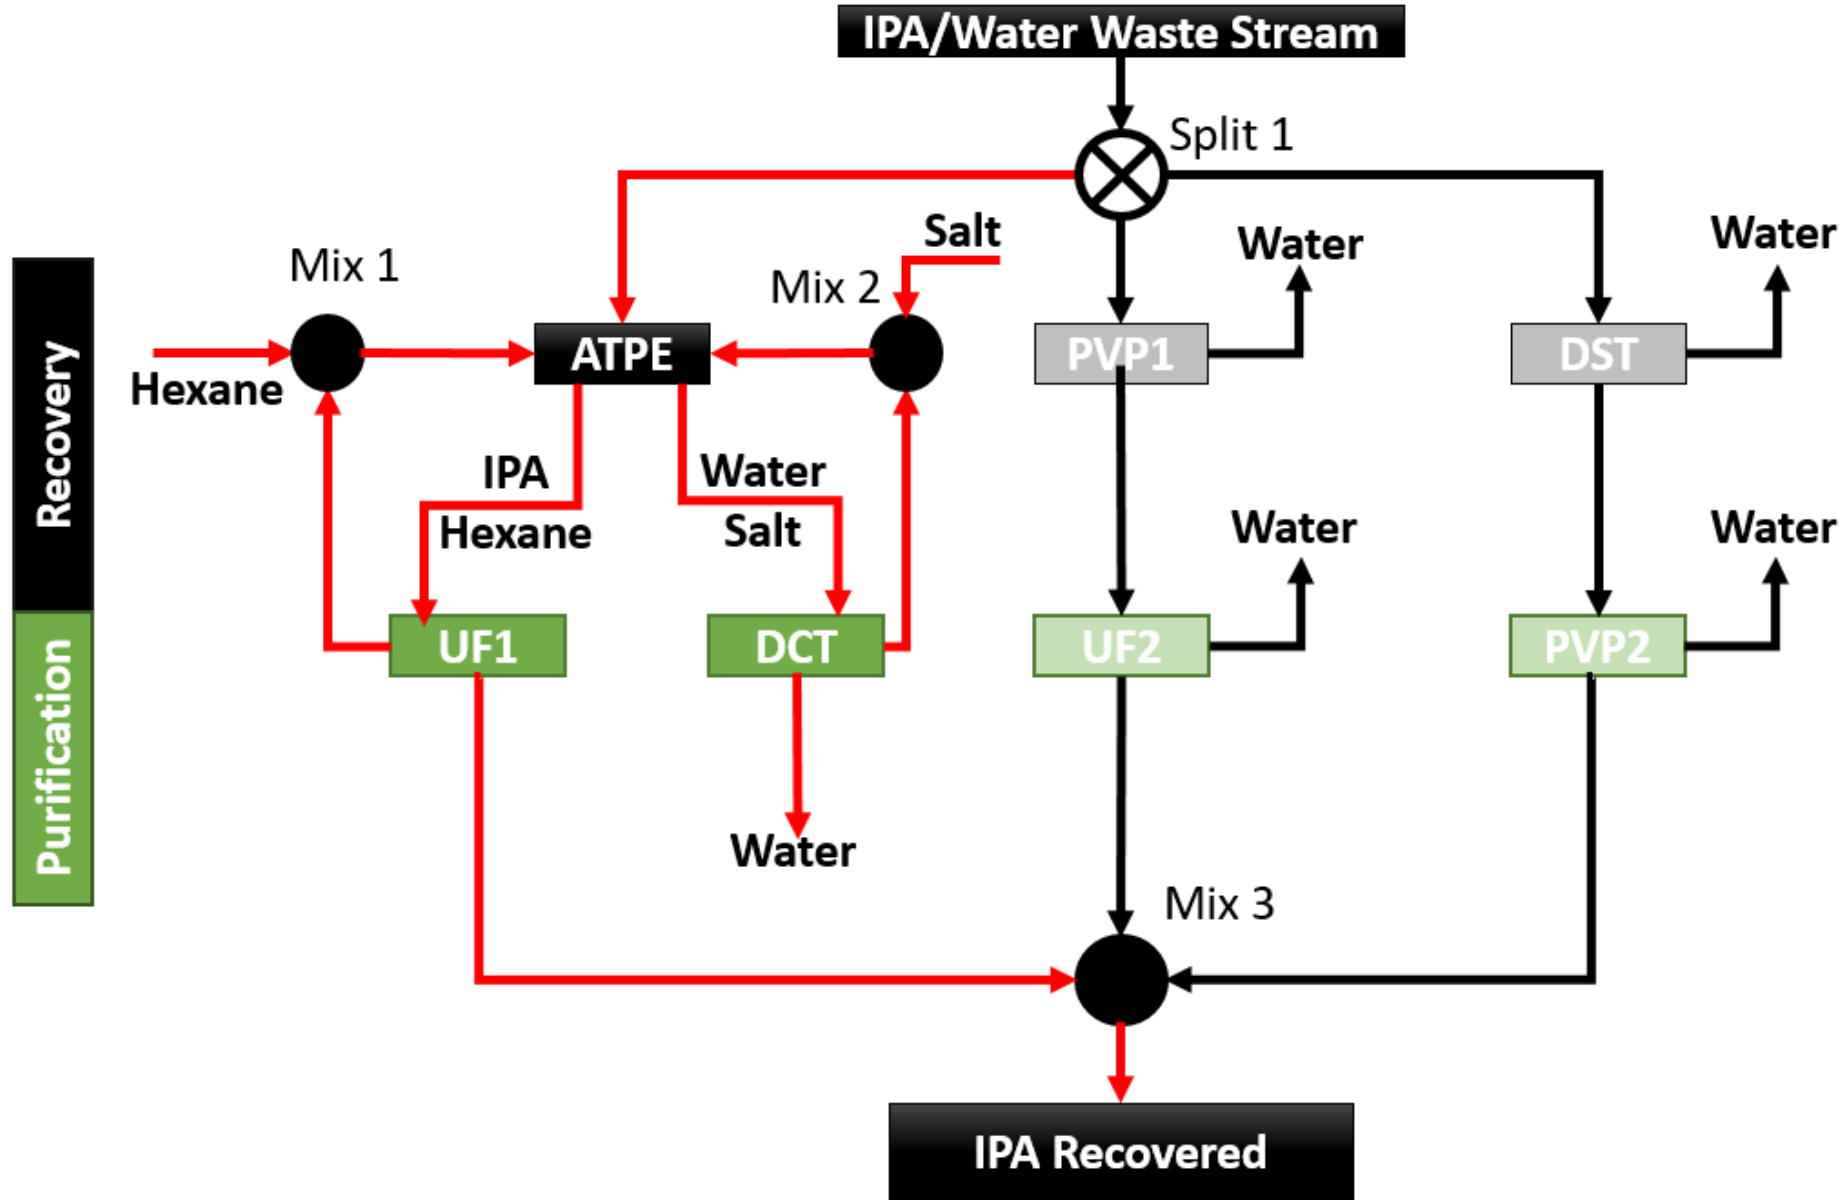 IPA/Water Waste Stream
Split 1
Salt
Water
Water
Mix 1
Mix 2
Hexane
ATPE
PVP1
DST
Recovery
IPA
Hexane
Water
Salt
Water
Water
UF1
DCT
UF2
PVP2
Purification
Water
Mix 3
IPA Recovered